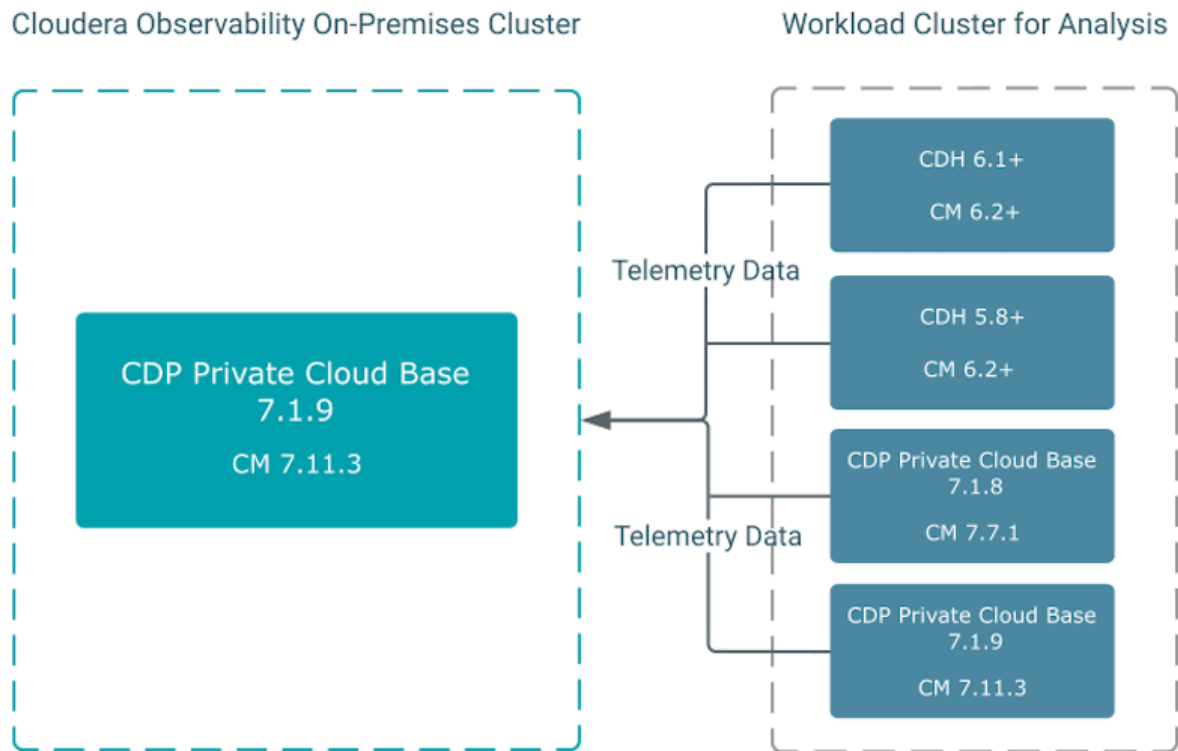 Cloudera Observability On-Premises Cluster
Workload Cluster for Analysis
CDP Private Cloud Base
7.1.9
CM 7.11.3
Telemetry Data
Telemetry Data
CDH 6.1+
CM 6.2+
CDH 5.8+
CM 6.2+
CDP Private Cloud Base
7.1.8
CM 7.7.1
CDP Private Cloud Base
7.1.9
CM 7.11.3